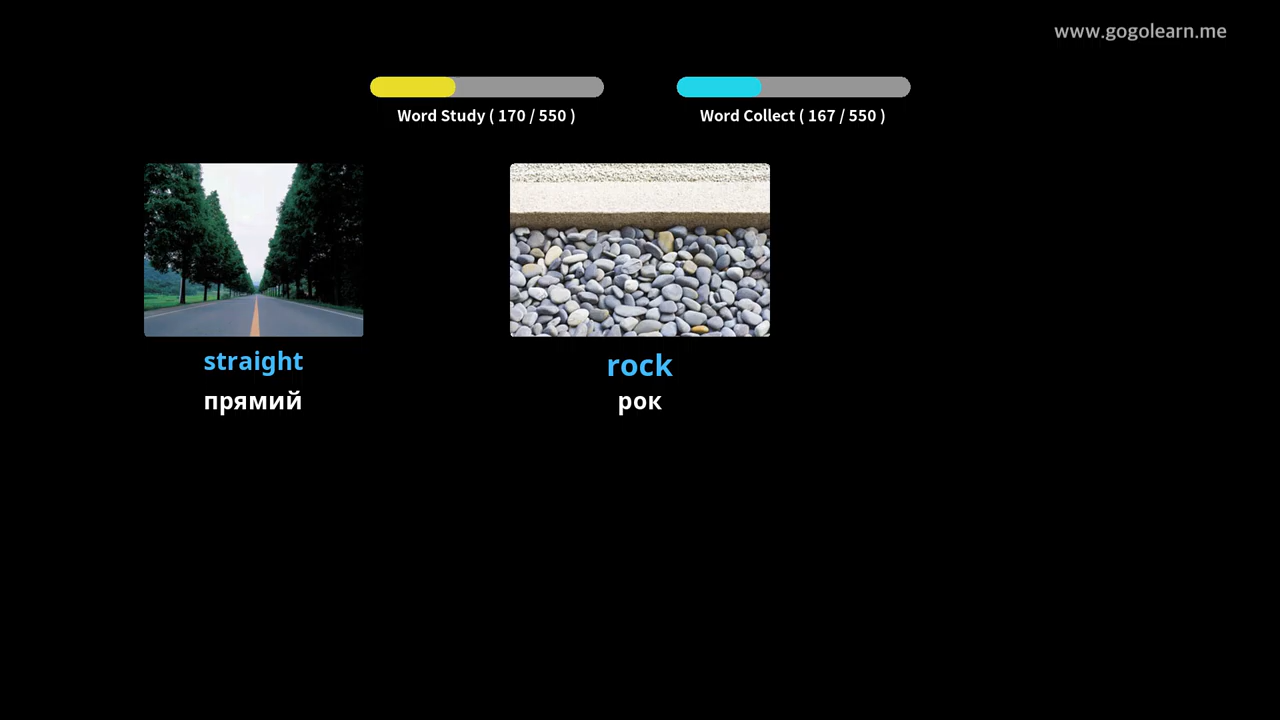 www.gogolearn.me
Word Study ( 170 / 550 )
Word Collect ( 167 / 550 )
straight
прямий
rock
рок